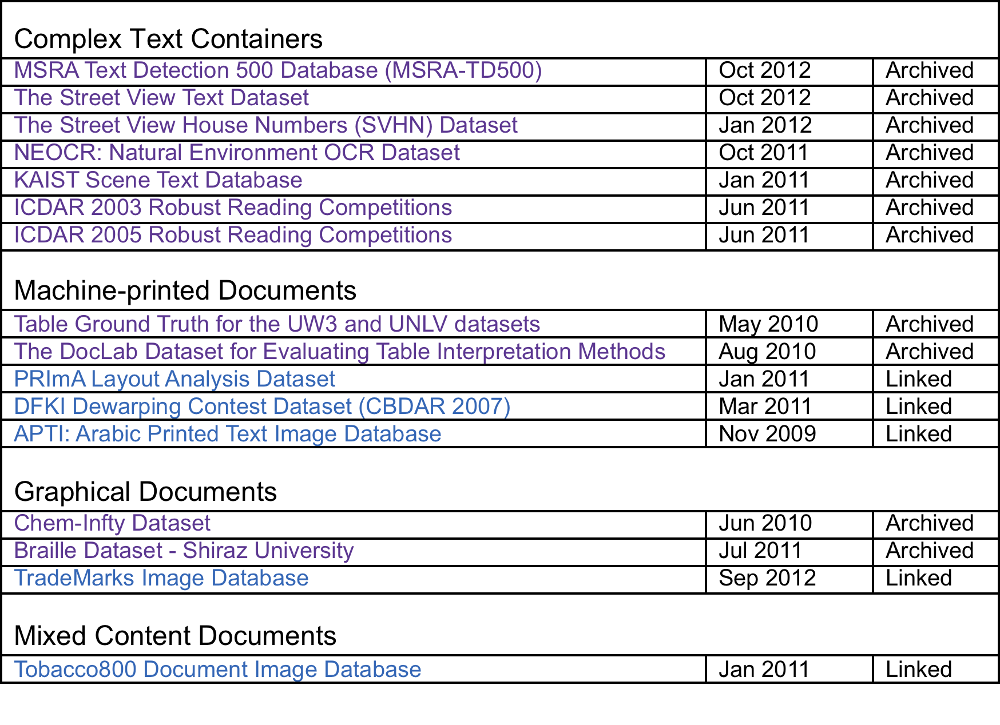 Complex Text Containers
MSRA Text Detection 500 Database (MSRA-TD500) Oct 2012 Archived
The Street View Text Dataset Oct 2012 Archived
The Street View House Numbers (SVHN) Dataset Jan 2012 Archived
NEOCR: Natural Environment OCR Dataset Oct 2011 Archived
KAIST Scene Text Database Jan 2011 Archived
ICDAR 2003 Robust Reading Competitions Jun 2011 Archived
ICDAR 2005 Robust Reading Competitions Jun 2011 Archived
Machine-printed Documents
Table Ground Truth for the UW3 and UNLV datasets May 2010 Archived
The DocLab Dataset for Evaluating Table Interpretation Methods Aug 2010 Archived
PRImA Layout Analysis Dataset Jan 2011 Linked
DFKI Dewarping Contest Dataset (CBDAR 2007) Mar 2011 Linked
APTI: Arabic Printed Text Image Database Nov 2009 Linked
Graphical Documents
Chem-Infty Dataset Jun 2010 Archived
Braille Dataset - Shiraz University Jul 2011 Archived
TradeMarks Image Database Sep 2012 Linked
Mixed Content Documents
Tobacco800 Document Image Database Jan 2011 Linked